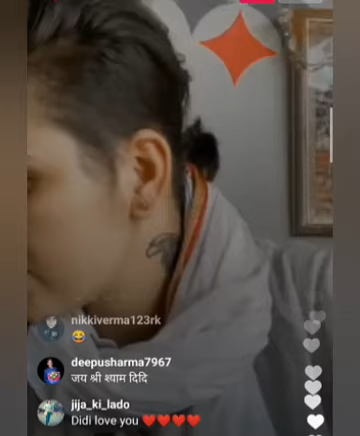 nikkiverma123rk
😂
deepusharma7967
जय श्री श्याम दिदि
jija_ki_lado
Didi love you ❤️❤️❤️❤️